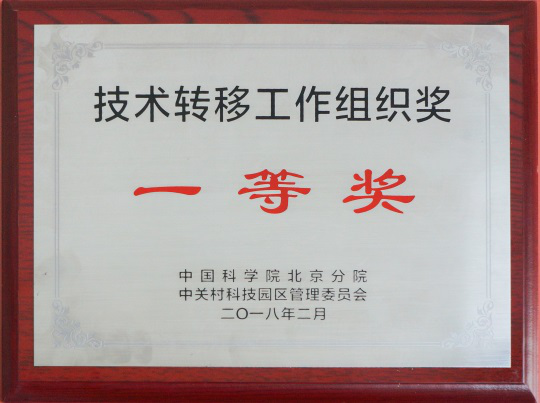 技术转移工作组织奖
一等奖
中国科学院北京分院
中关村科技园区管理委员会
二〇一八年二月